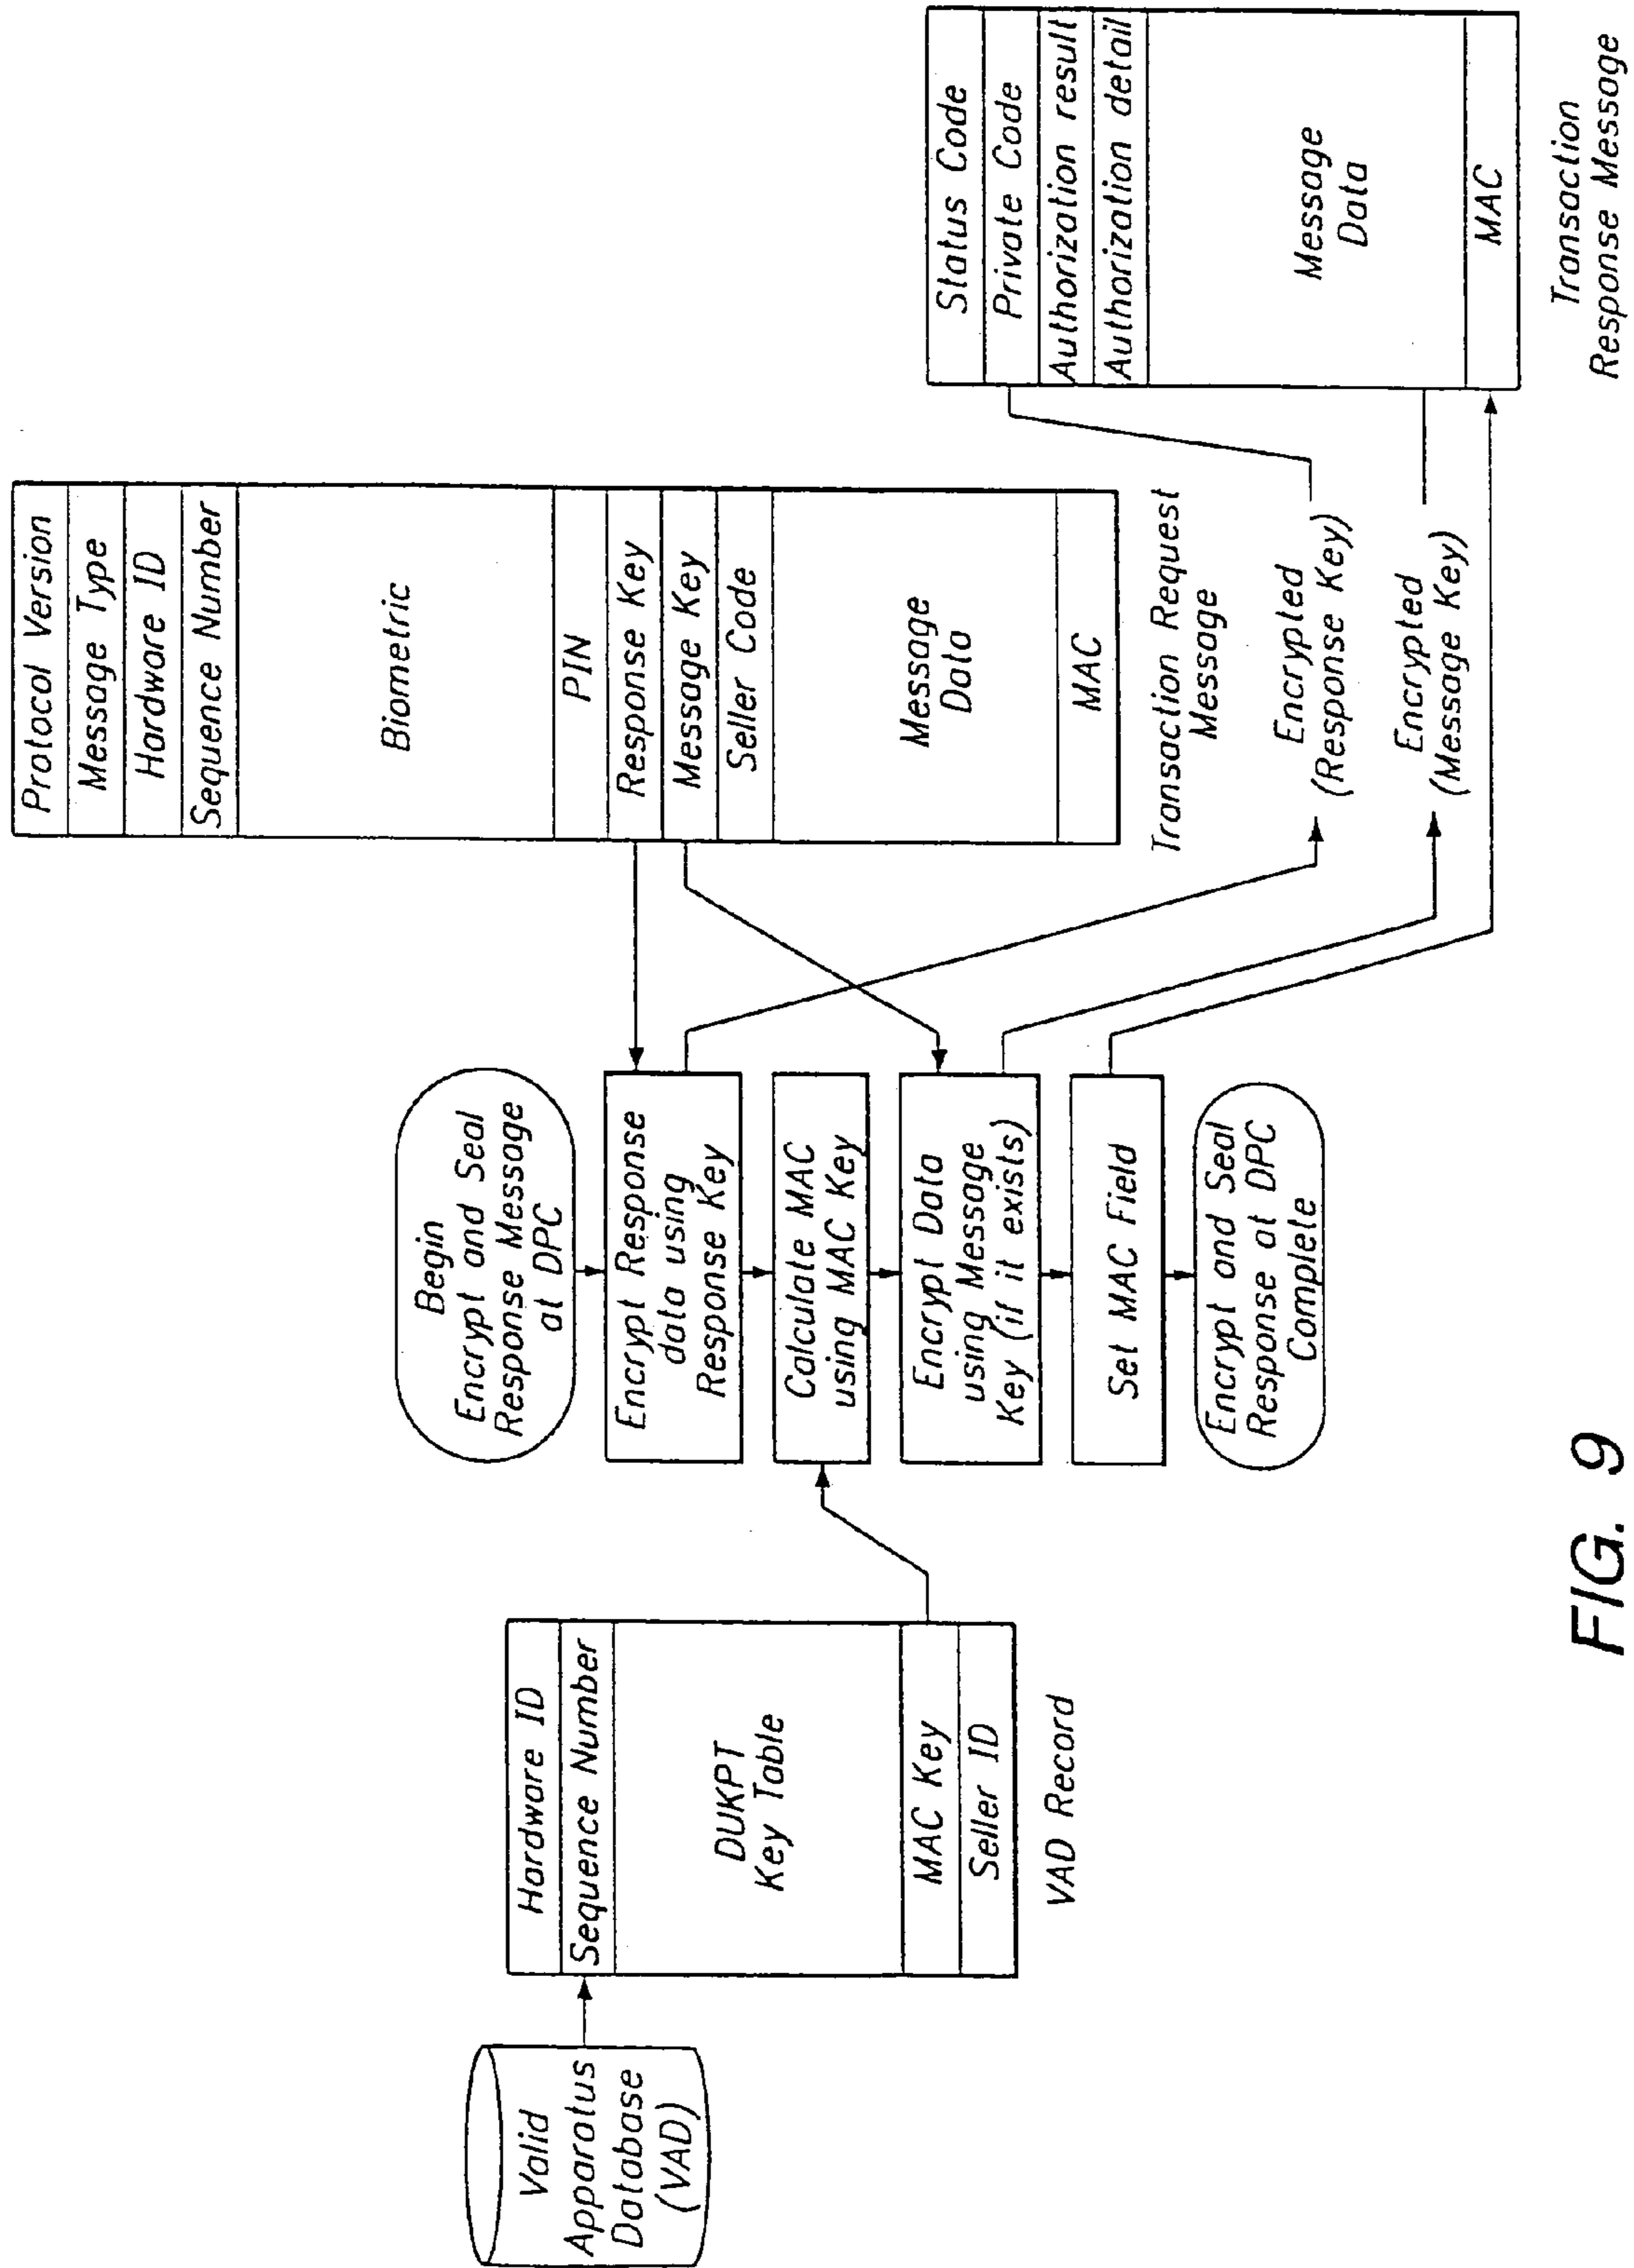 Valid
Apparatus
Database
(VAD)
Hardware ID
Sequence Number
DUKPT
Key Table
MAC Key
Seller ID
VAD Record
Begin
Encrypt and Seal
Response Message
at DPC
Encrypt Response
data using
Response Key
Calculate MAC
using MAC Key
Encrypt Data
using Message
Key (if it exists)
Set MAC Field
Encrypt and Seal
Response at DPC
Complete
Protocol Version
Message Type
Hardware ID
Sequence Number
Biometric
PIN
Response Key
Message Key
Seller Code
Message
Data
MAC
Transaction Request
Message
Encrypted
(Response Key)
Encrypted
(Message Key)
Status Code
Private Code
Authorization result
Authorization detail
Message
Data
MAC
Transaction
Response Message
FIG. 9